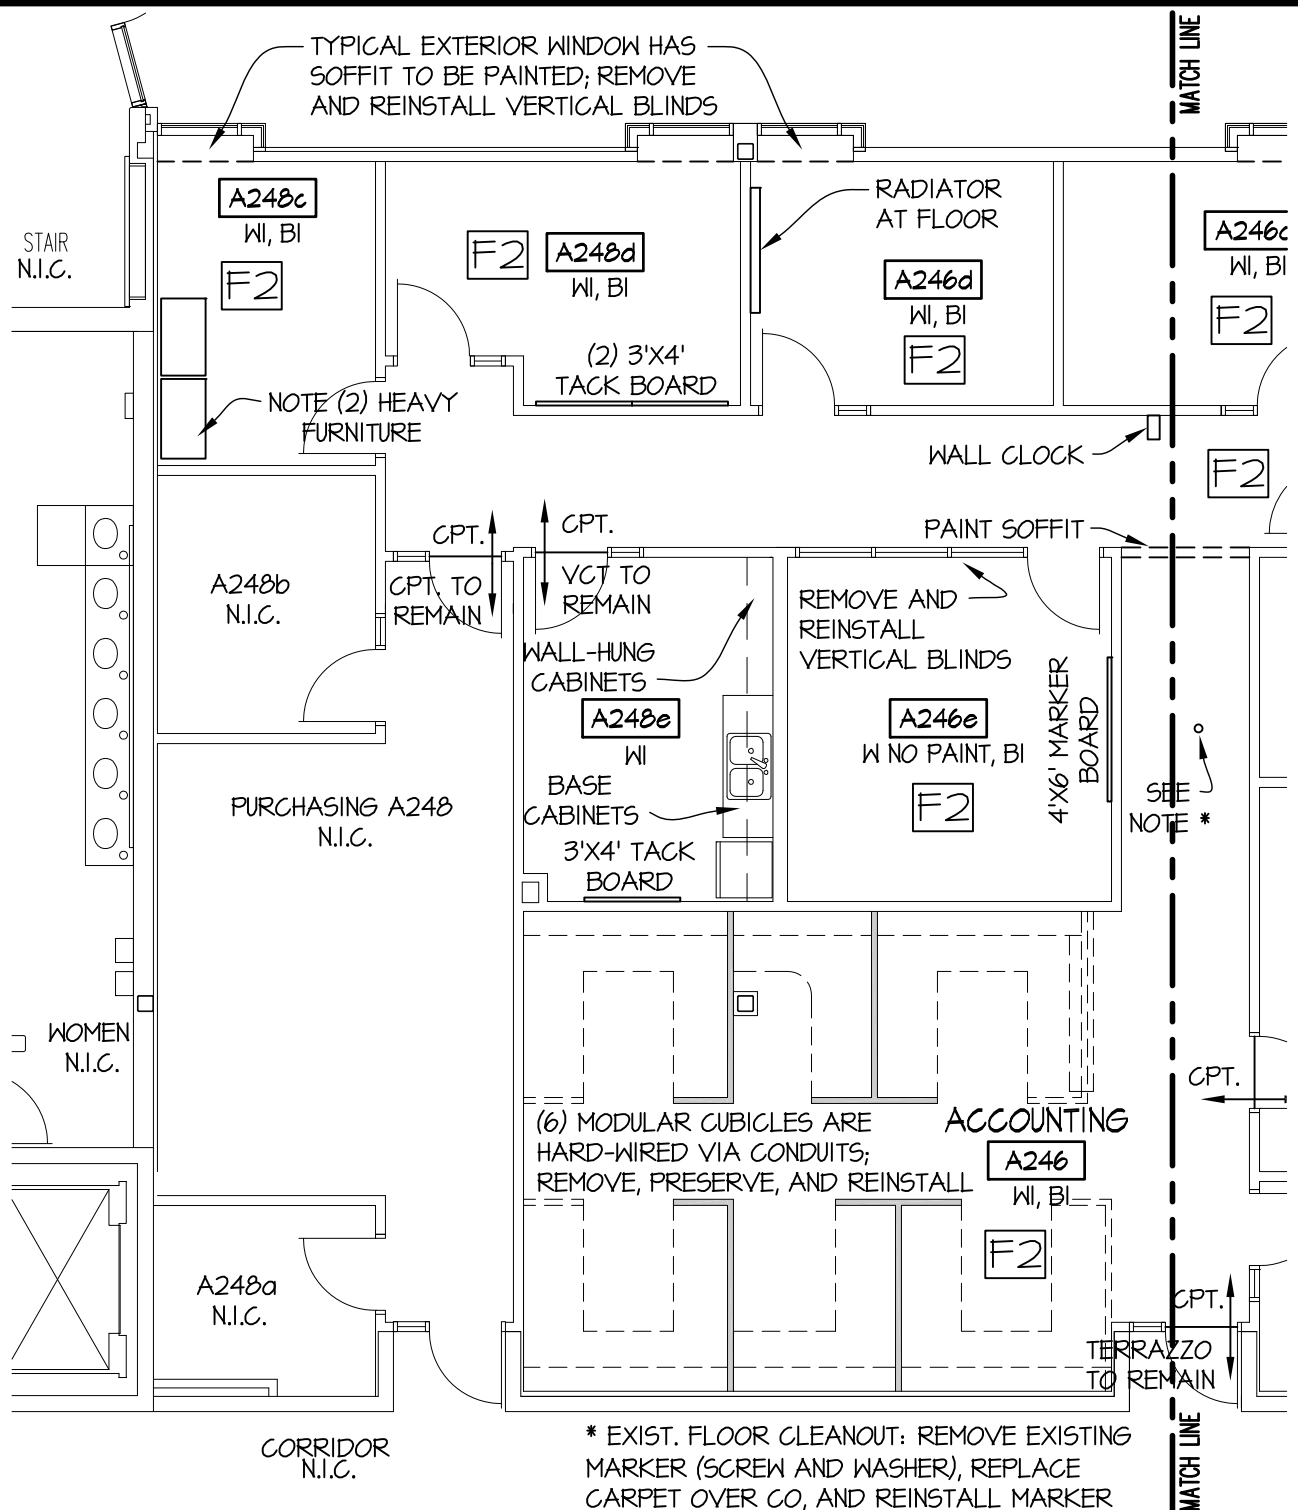 TYPICAL EXTERIOR WINDOW HAS
SOFFIT TO BE PAINTED; REMOVE
AND REINSTALL VERTICAL BLINDS
MATCH LINE
STAIR
N.I.C.
A248c
WI, BI
F2
F2
A248d
WI, BI
RADIATOR
AT FLOOR
A246d
WI, BI
F2
A246c
WI, BI
F2
(2) 3'X4'
TACK BOARD
NOTE (2) HEAVY
FURNITURE
WALL CLOCK
F2
CPT.
CPT.
PAINT SOFFIT
A248b
N.I.C.
CPT. TO
REMAIN
VCT TO
REMAIN
REMOVE AND
REINSTALL
VERTICAL BLINDS
WALL-HUNG
CABINETS
A248e
WI
A246e
W NO PAINT, BI
F2
4'X6' MARKER
BOARD
BASE
CABINETS
3'X4' TACK
BOARD
PURCHASING A248
N.I.C.
SEE
NOTE *
WOMEN
N.I.C.
CPT.
(6) MODULAR CUBICLES ARE
HARD-WIRED VIA CONDUITS;
REMOVE, PRESERVE, AND REINSTALL
ACCOUNTING
A246
WI, BI
F2
A248a
N.I.C.
CPT.
TERRAZZO
TO REMAIN
CORRIDOR
N.I.C.
* EXIST. FLOOR CLEANOUT: REMOVE EXISTING
MARKER (SCREW AND WASHER), REPLACE
CARPET OVER CO, AND REINSTALL MARKER
MATCH LINE